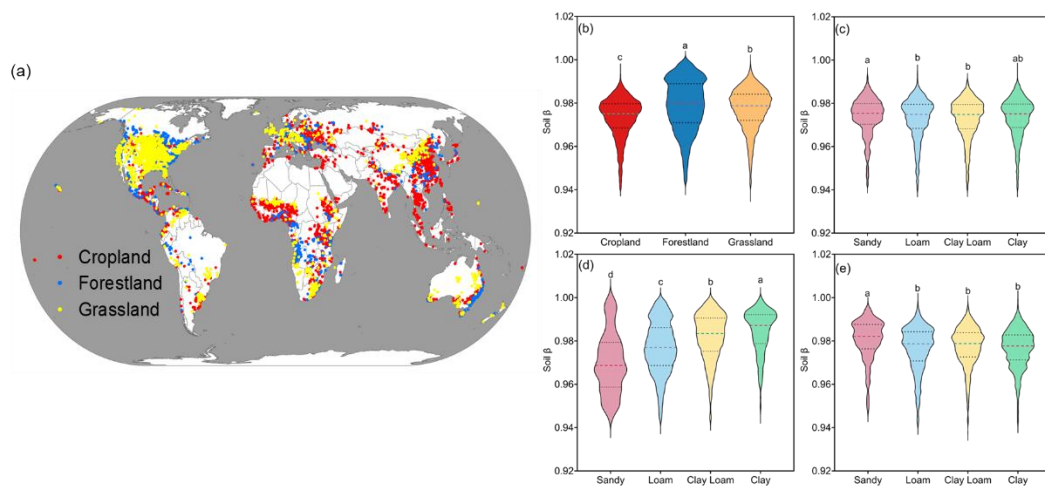 (a)
Cropland
Forestland
Grassland
(b)
Soil β
1.02
1.00
0.98
0.96
0.94
0.92
c
a
b
Cropland
Forestland
Grassland
(c)
Soil β
1.02
1.00
0.98
0.96
0.94
0.92
a
b
b
ab
Sandy
Loam
Clay Loam
Clay
(d)
Soil β
1.02
1.00
0.98
0.96
0.94
0.92
d
c
b
a
Sandy
Loam
Clay Loam
Clay
(e)
Soil β
1.02
1.00
0.98
0.96
0.94
0.92
a
b
b
b
Sandy
Loam
Clay Loam
Clay